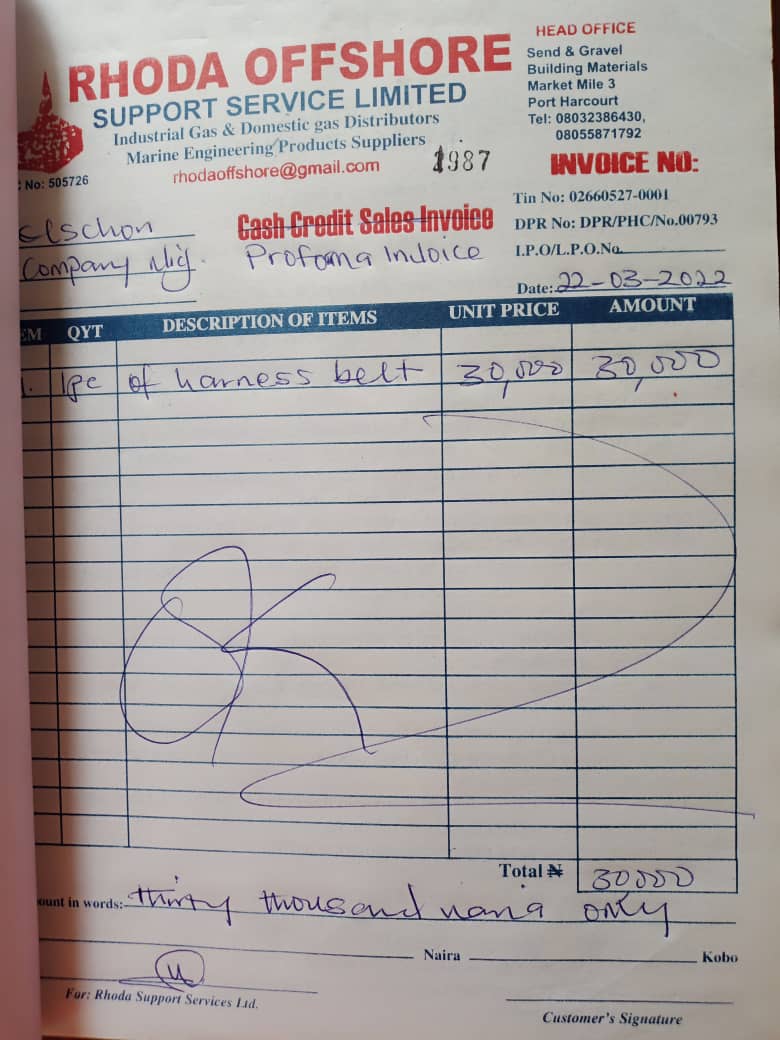 RHODA OFFSHORE
SUPPORT SERVICE LIMITED
Industrial Gas & Domestic gas Distributors
Marine Engineering Products Suppliers
rhodaoffshore@gmail.com
HEAD OFFICE
Send & Gravel
Building Materials
Market Mile 3
Port Harcourt
Tel: 08032386430,
08055871792
No: 505726
1987
INVOICE NO:
Tin No: 02660527-0001
DPR No: DPR/PHC/No.00793
I.P.O/L.P.O.No.
Date: 22-03-2022
Cash Credit Sales Invoice
Profoma Invoice
elschon
Company Nig.
EM QYT DESCRIPTION OF ITEMS UNIT PRICE AMOUNT
1. 1pc of harness belt 30,000 30,000
Total ₦ 30,000
ount in words: thirty thousand naira only
Naira Kobo
For: Rhoda Support Services Ltd.
Customer's Signature